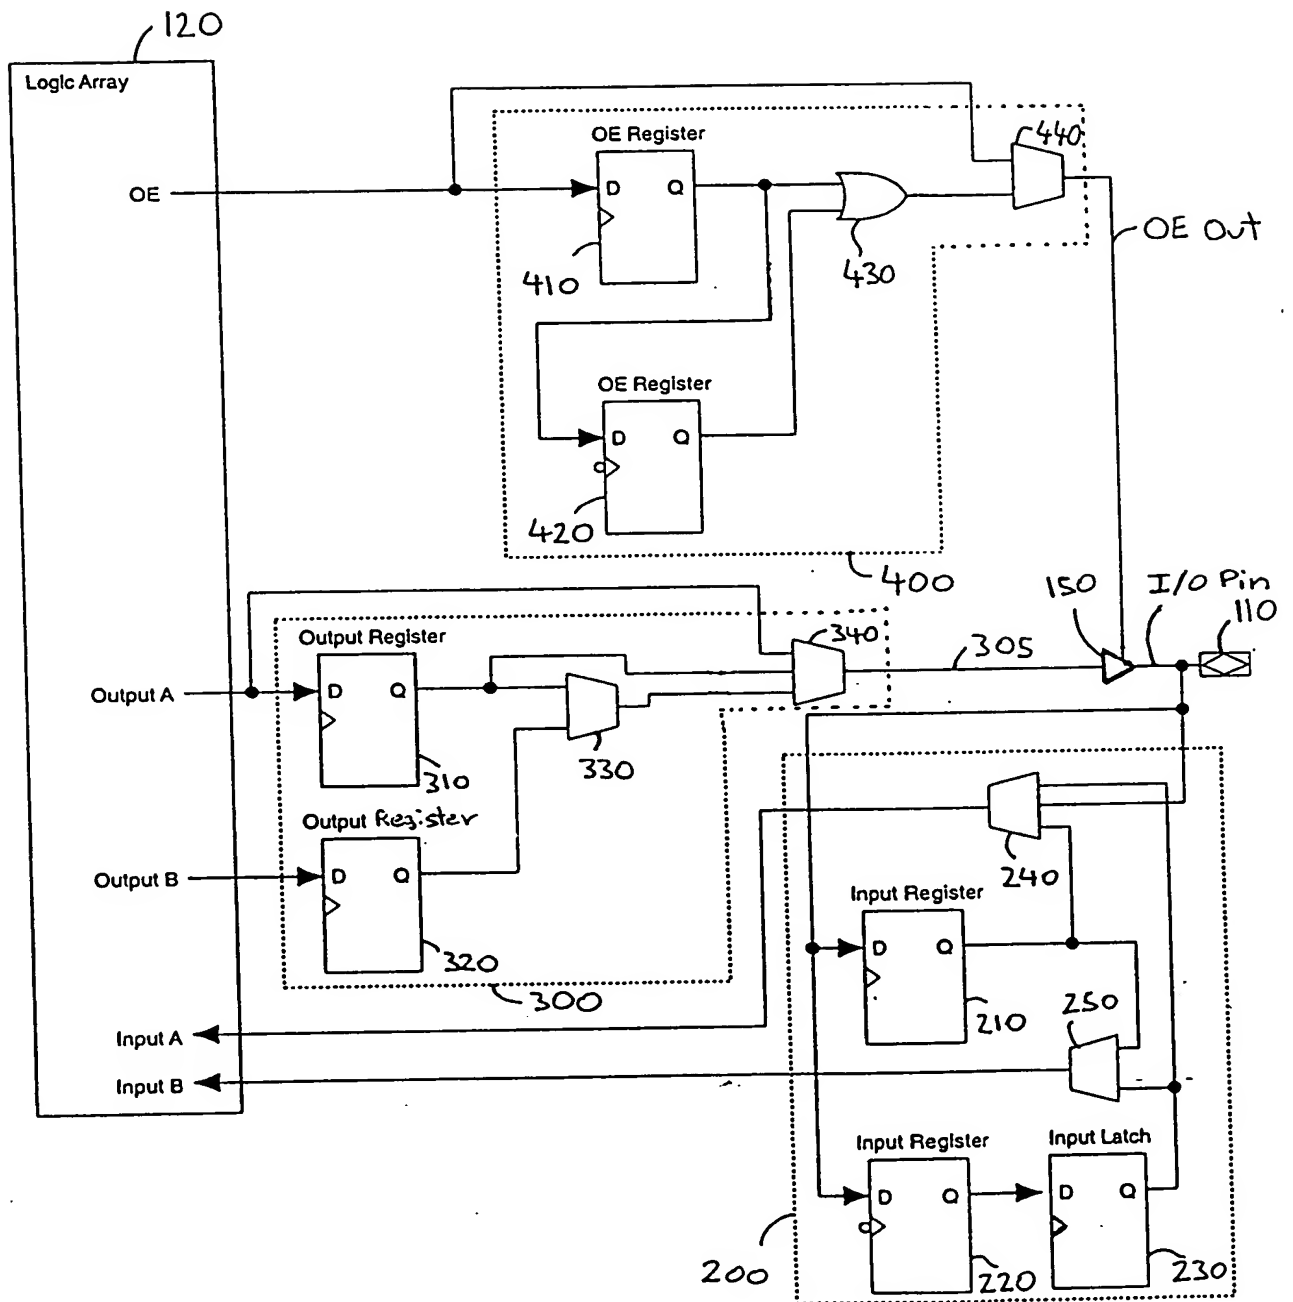 120
Logic Array
OE Register
440
OE
D Q
OE Out
410
430
OE Register
D Q
420
400
150
I/O Pin
110
Output Register
340
305
Output A
D Q
310
330
Output Register
240
Output B
D Q
Input Register
320
D Q
300
250
Input A
210
Input B
Input Register
Input Latch
D Q
D Q
200
220
230